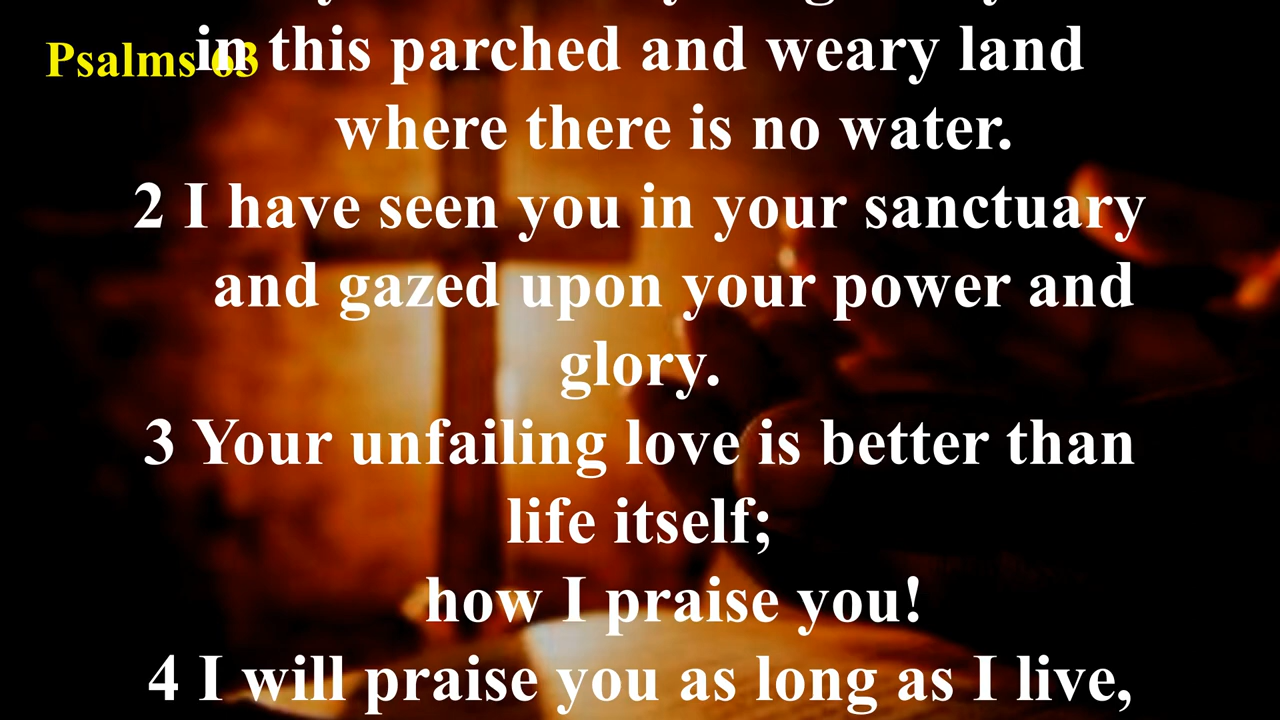 Psalms 63
in this parched and weary land
where there is no water.
2 I have seen you in your sanctuary
and gazed upon your power and
glory.
3 Your unfailing love is better than
life itself;
how I praise you!
4 I will praise you as long as I live,